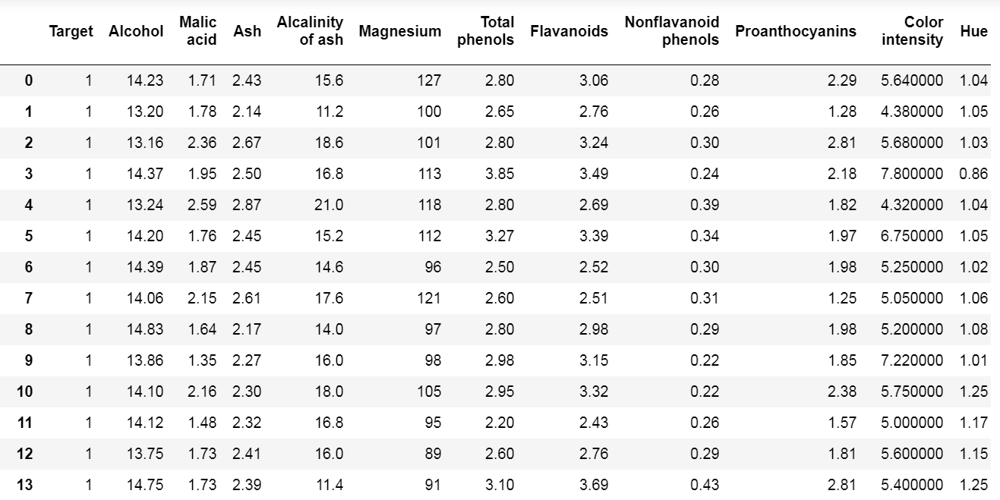 Target Alcohol Malic acid Ash Alcalinity of ash Magnesium Total phenols Flavanoids Nonflavanoid phenols Proanthocyanins Color intensity Hue
0 1 14.23 1.71 2.43 15.6 127 2.80 3.06 0.28 2.29 5.640000 1.04
1 1 13.20 1.78 2.14 11.2 100 2.65 2.76 0.26 1.28 4.380000 1.05
2 1 13.16 2.36 2.67 18.6 101 2.80 3.24 0.30 2.81 5.680000 1.03
3 1 14.37 1.95 2.50 16.8 113 3.85 3.49 0.24 2.18 7.800000 0.86
4 1 13.24 2.59 2.87 21.0 118 2.80 2.69 0.39 1.82 4.320000 1.04
5 1 14.20 1.76 2.45 15.2 112 3.27 3.39 0.34 1.97 6.750000 1.05
6 1 14.39 1.87 2.45 14.6 96 2.50 2.52 0.30 1.98 5.250000 1.02
7 1 14.06 2.15 2.61 17.6 121 2.60 2.51 0.31 1.25 5.050000 1.06
8 1 14.83 1.64 2.17 14.0 97 2.80 2.98 0.29 1.98 5.200000 1.08
9 1 13.86 1.35 2.27 16.0 98 2.98 3.15 0.22 1.85 7.220000 1.01
10 1 14.10 2.16 2.30 18.0 105 2.95 3.32 0.22 2.38 5.750000 1.25
11 1 14.12 1.48 2.32 16.8 95 2.20 2.43 0.26 1.57 5.000000 1.17
12 1 13.75 1.73 2.41 16.0 89 2.60 2.76 0.29 1.81 5.600000 1.15
13 1 14.75 1.73 2.39 11.4 91 3.10 3.69 0.43 2.81 5.400000 1.25